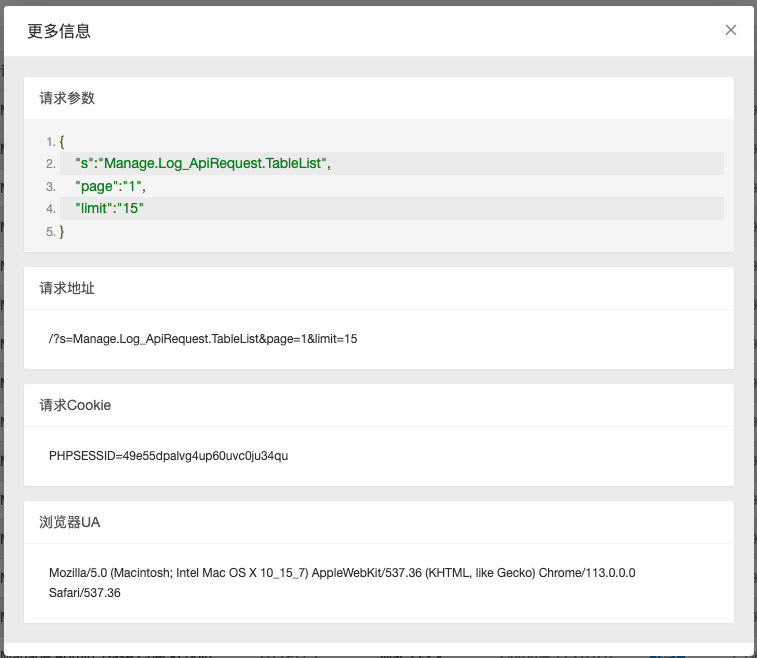 更多信息
请求参数
1. {
2. "s":"Manage.Log_ApiRequest.TableList",
3. "page":"1",
4. "limit":"15"
5. }
请求地址
/?s=Manage.Log_ApiRequest.TableList&page=1&limit=15
请求Cookie
PHPSESSID=49e55dpalvg4up60uvc0ju34qu
浏览器UA
Mozilla/5.0 (Macintosh; Intel Mac OS X 10_15_7) AppleWebKit/537.36 (KHTML, like Gecko) Chrome/113.0.0.0
Safari/537.36